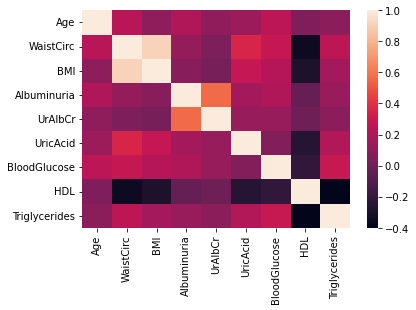 Age
WaistCirc
BMI
Albuminuria
UrAlbCr
UricAcid
BloodGlucose
HDL
Triglycerides
Age
WaistCirc
BMI
Albuminuria
UrAlbCr
UricAcid
BloodGlucose
HDL
Triglycerides
1.0
0.8
0.6
0.4
0.2
0.0
−0.2
−0.4